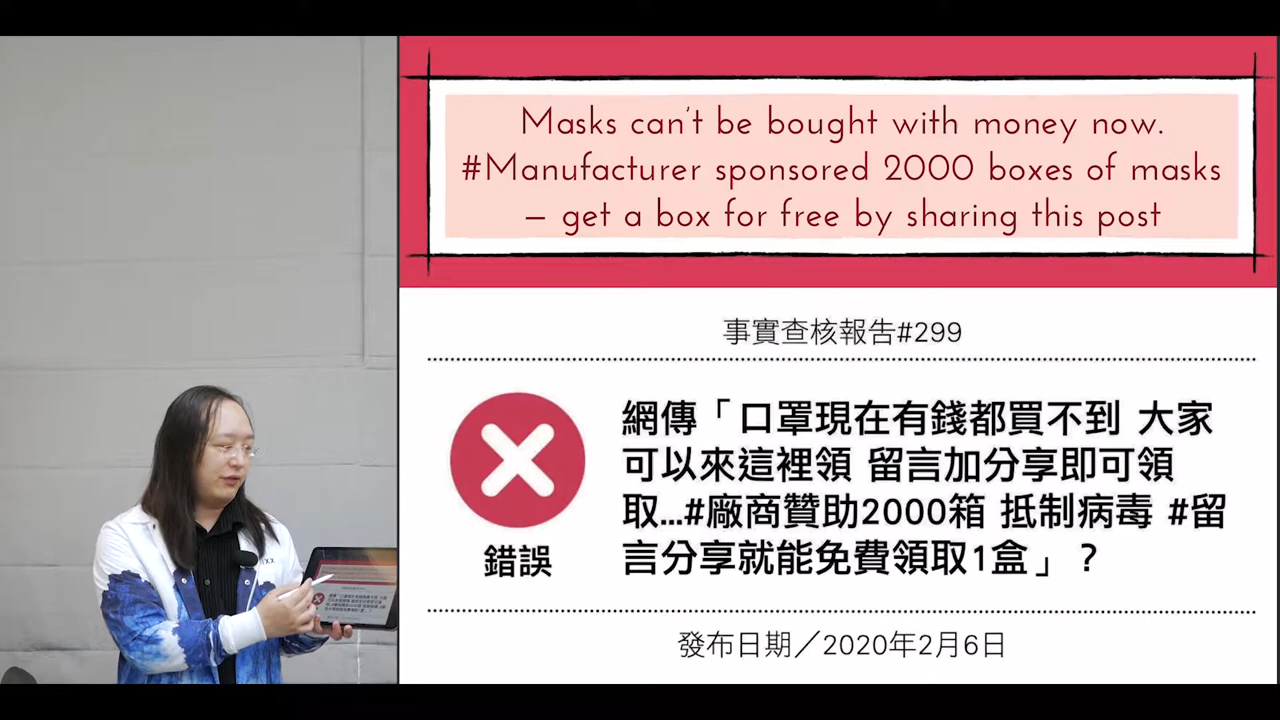 Masks can't be bought with money now.
#Manufacturer sponsored 2000 boxes of masks
– get a box for free by sharing this post
事實查核報告#299
網傳「口罩現在有錢都買不到 大家
可以來這裡領 留言加分享即可領
取...#廠商贊助2000箱 抵制病毒 #留
言分享就能免費領取1盒」？
錯誤
發布日期／2020年2月6日